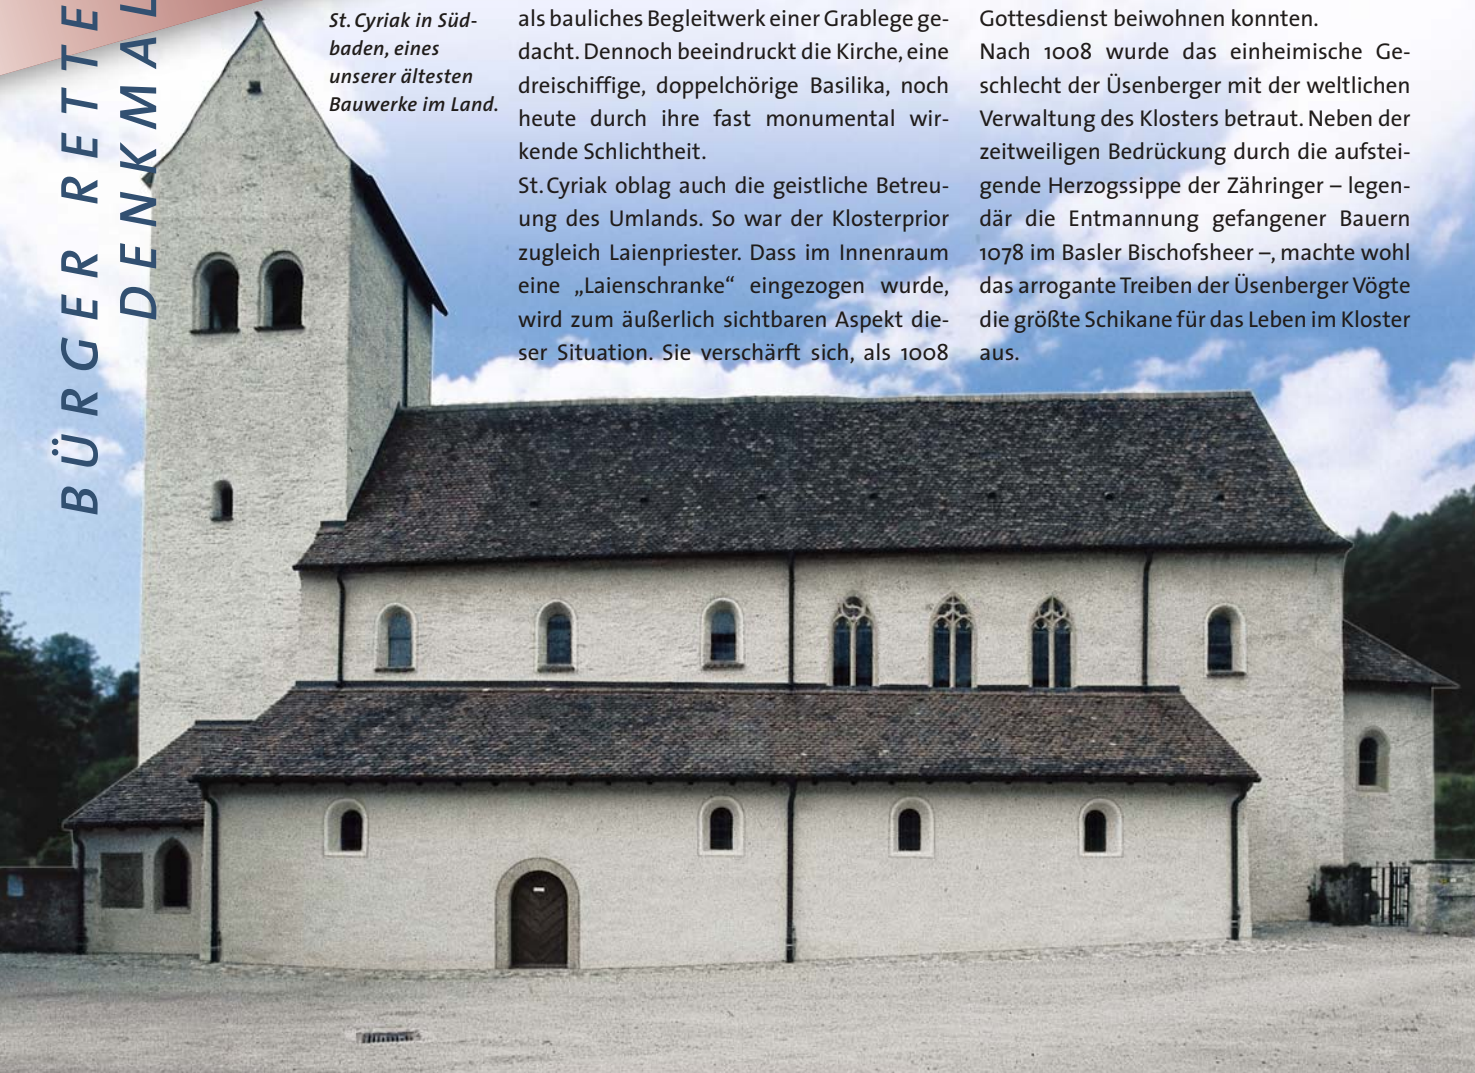 BÜRGER RETTE
DENKMAL
St. Cyriak in Süd-
baden, eines
unserer ältesten
Bauwerke im Land.
als bauliches Begleitwerk einer Grablege ge-
dacht. Dennoch beeindruckt die Kirche, eine
dreischiffige, doppelchörige Basilika, noch
heute durch ihre fast monumental wir-
kende Schlichtheit.
St. Cyriak oblag auch die geistliche Betreu-
ung des Umlands. So war der Klosterprior
zugleich Laienpriester. Dass im Innenraum
eine „Laienschranke“ eingezogen wurde,
wird zum äußerlich sichtbaren Aspekt die-
ser Situation. Sie verschärft sich, als 1008
Gottesdienst beiwohnen konnten.
Nach 1008 wurde das einheimische Ge-
schlecht der Üsenberger mit der weltlichen
Verwaltung des Klosters betraut. Neben der
zeitweiligen Bedrückung durch die aufstei-
gende Herzogssippe der Zähringer – legen-
där die Entmannung gefangener Bauern
1078 im Basler Bischofsheer –, machte wohl
das arrogante Treiben der Üsenberger Vögte
die größte Schikane für das Leben im Kloster
aus.